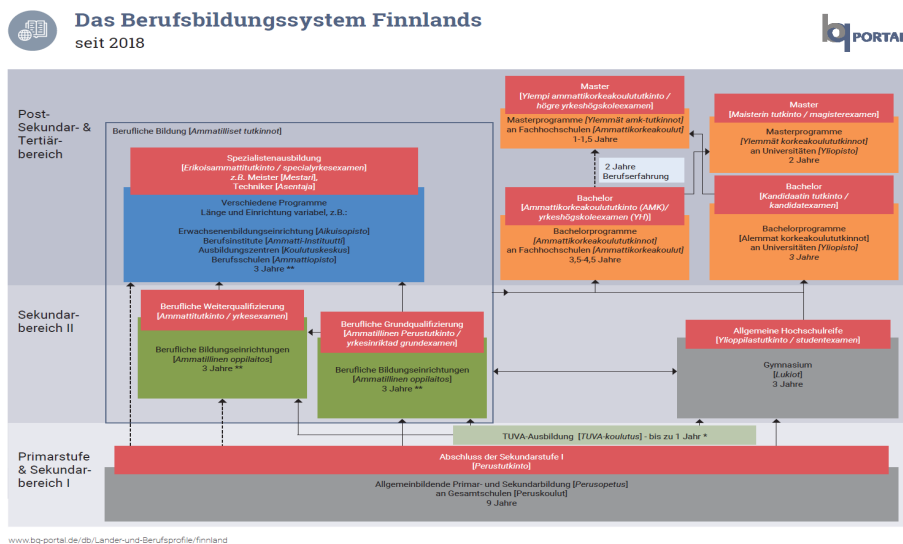 Das Berufsbildungssystem Finnlands
seit 2018
bq PORTAL
Post-
Sekundar- &
Tertiär-
bereich
Berufliche Bildung [Ammatilliset tutkinnot]
Spezialistenausbildung
[Erikoisammattitutkinto / specialyrkesexamen]
z.B. Meister [Mestari],
Techniker [Asentaja]
Verschiedene Programme
Länge und Einrichtung variabel, z.B.:
Erwachsenenbildungseinrichtung [Aikuisopisto]
Berufsinstitute [Ammatti-Instituutti]
Ausbildungszentren [Koulutuskeskus]
Berufsschulen [Ammattiopisto]
3 Jahre **
Master
[Ylempi ammattikorkeakoulututkinto /
högre yrkeshögskoleexamen]
Masterprogramme [Ylemmät amk-tutkinnot]
an Fachhochschulen [Ammattikorkeakoulut]
1-1,5 Jahre
2 Jahre
Berufserfahrung
Bachelor
[Ammattikorkeakoulututkinto (AMK)/
yrkeshögskoleexamen (YH)]
Bachelorprogramme
[Ammattikorkeakoulututkinnot]
an Fachhochschulen [Ammattikorkeakoulut]
3,5-4,5 Jahre
Master
[Maisterin tutkinto / magisterexamen]
Masterprogramme
[Ylemmät korkeakoulututkinnot]
an Universitäten [Yliopisto]
2 Jahre
Bachelor
[Kandidaatin tutkinto /
kandidatexamen]
Bachelorprogramme
[Alemmat korkeakoulututkinnot]
an Universitäten [Yliopisto]
3 Jahre
Sekundar-
bereich II
Berufliche Weiterqualifizierung
[Ammattitutkinto / yrkesexamen]
Berufliche Bildungseinrichtungen
[Ammatillinen oppilaitos]
3 Jahre **
Berufliche Grundqualifizierung
[Ammatillinen Perustutkinto /
yrkesinriktad grundexamen]
Berufliche Bildungseinrichtungen
[Ammatillinen oppilaitos]
3 Jahre **
Allgemeine Hochschulreife
[Ylioppilastutkinto / studentexamen]
Gymnasium
[Lukiot]
3 Jahre
TUVA-Ausbildung [TUVA-koulutus] - bis zu 1 Jahr *
Primarstufe
& Sekundar-
bereich I
Abschluss der Sekundarstufe I
[Perustutkinto]
Allgemeinbildende Primar- und Sekundarbildung [Perusopetus]
an Gesamtschulen [Peruskoulut]
9 Jahre
www.bq-portal.de/db/Lander-und-Berufsprofile/finnland